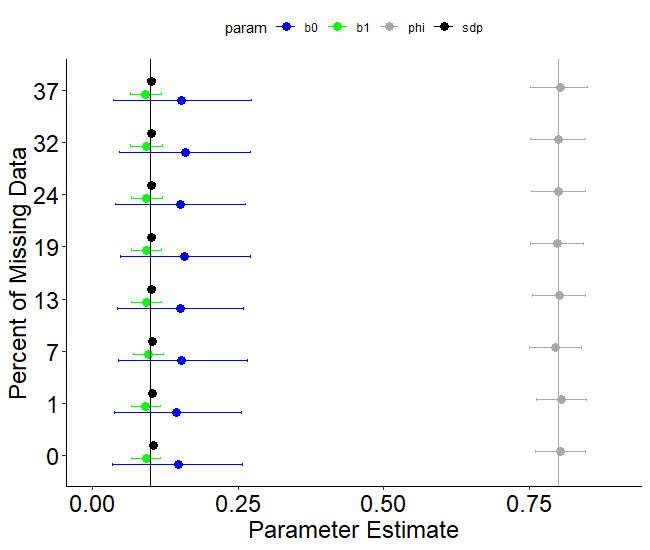 param b0 b1 phi sdp
Percent of Missing Data
37
32
24
19
13
7
1
0
0.00 0.25 0.50 0.75
Parameter Estimate